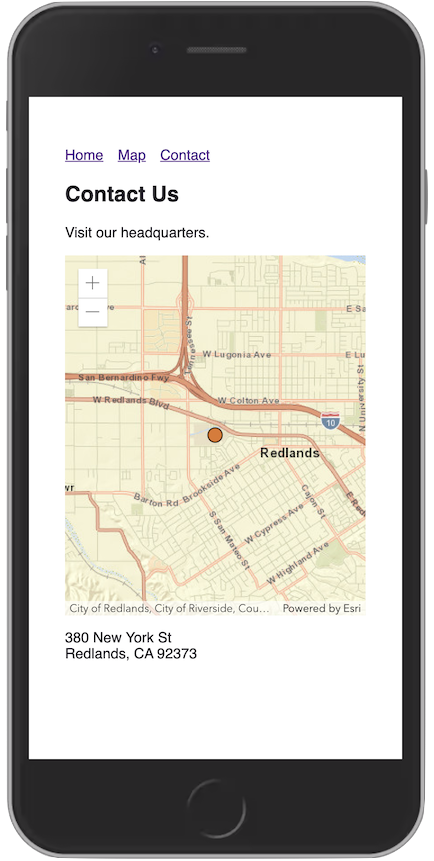 Home Map Contact
Contact Us
Visit our headquarters.
+
−
Tennessee St
E Sa
W Lugonia Ave
E Lu
San Bernardino Fwy
W Redlands Blvd
W Colton Ave
N University St
10
Redlands
Barton Rd
Brookside Ave
Cajon St
E Red
S San Mateo St
W Cypress Ave
W Highland Ave
City of Redlands, City of Riverside, Cou…
Powered by Esri
380 New York St
Redlands, CA 92373